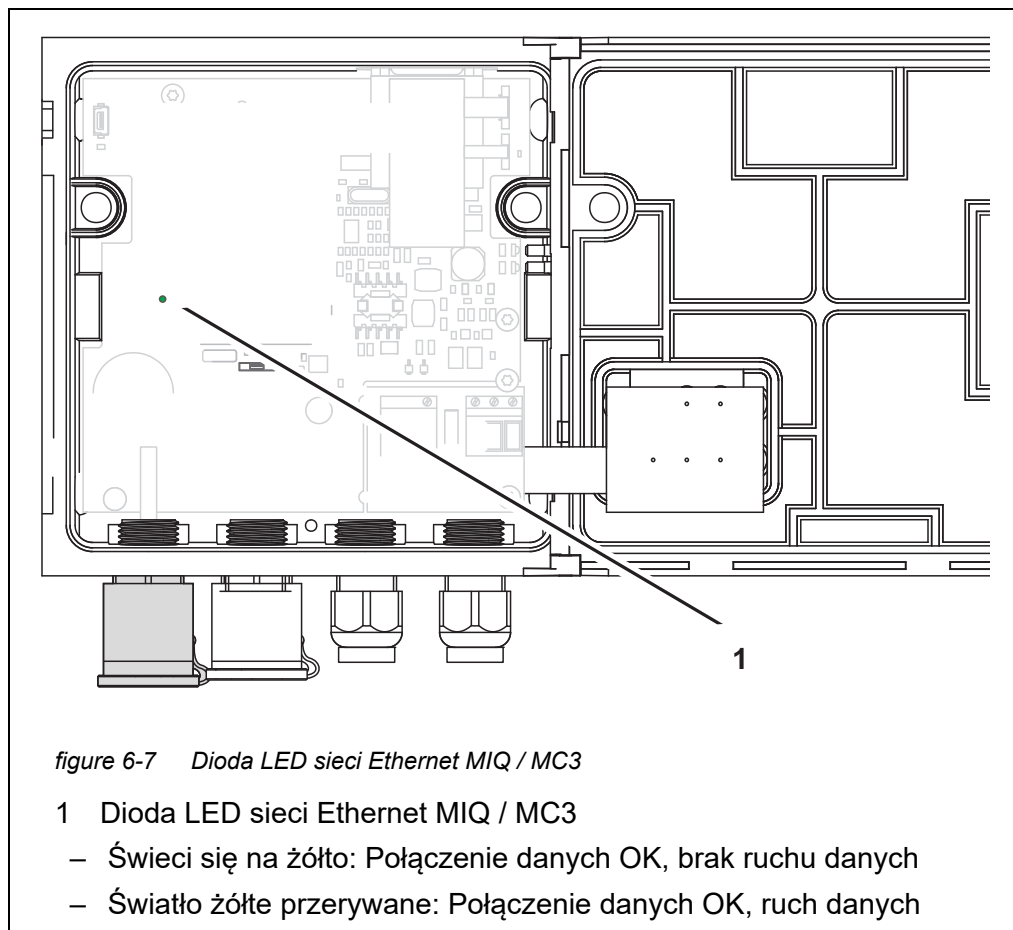 1
figure 6-7 Dioda LED sieci Ethernet MIQ / MC3
1 Dioda LED sieci Ethernet MIQ / MC3
– Świeci się na żółto: Połączenie danych OK, brak ruchu danych
– Światło żółte przerywane: Połączenie danych OK, ruch danych